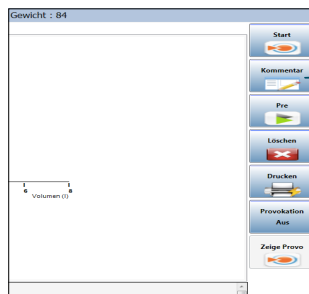 Gewicht : 84
Start
Kommentar
Pre
Löschen
Drucken
Provokation
Aus
Zeige Provo
6 8
Volumen (l)